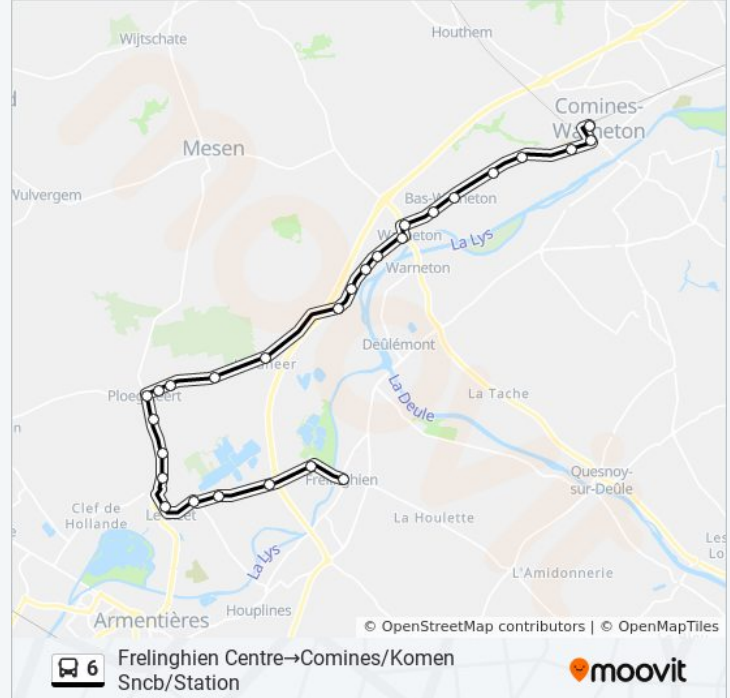 Wijtschate
Houthem
Comines-
Warneton
Mesen
Wulvergem
Bas-Warneton
Warneton
La Lys
Warneton
Deûlémont
La Deule
La Tache
Frelinghien
Quesnoy-
sur-Deûle
Clef de
Hollande
La Houlette
Les
Lo
La Lys
L'Amidonnerie
Houplines
Armentières
© OpenStreetMap contributors | © OpenMapTiles
6
Frelinghien Centre→Comines/Komen
Sncb/Station
moovit